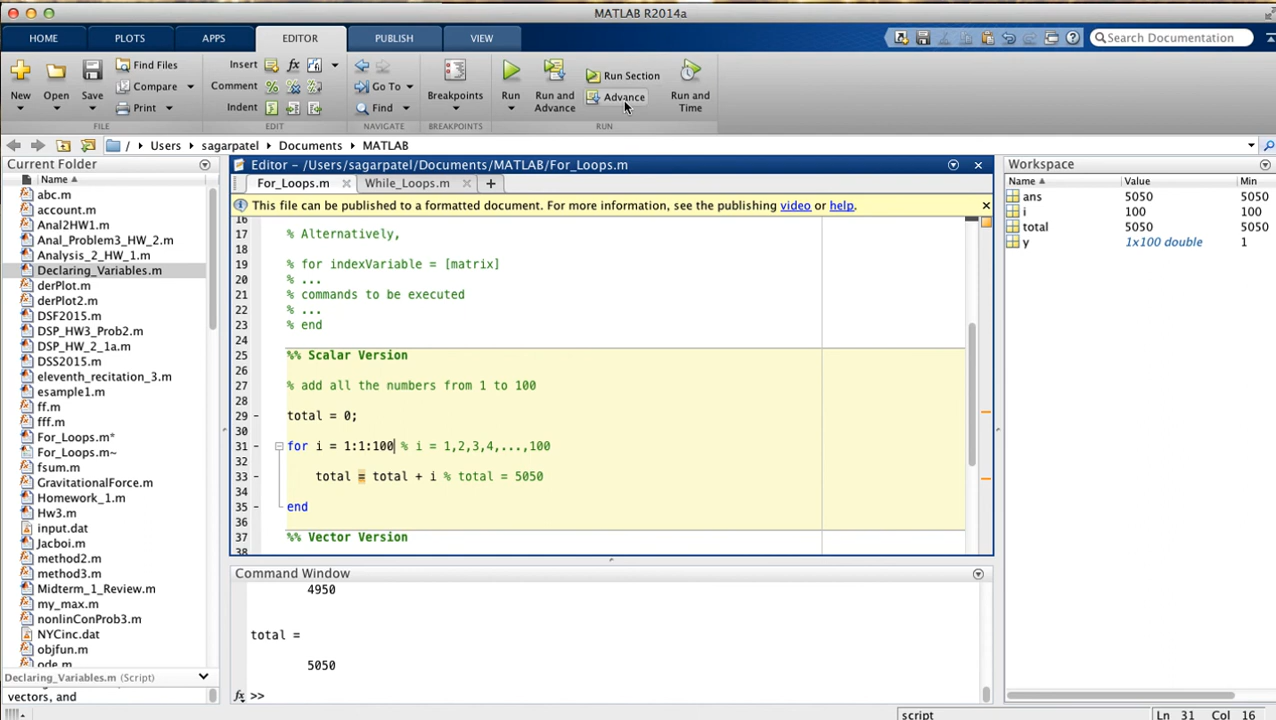 MATLAB R2014a
HOME PLOTS APPS EDITOR PUBLISH VIEW Search Documentation
New Open Save Find Files Compare Print Insert fx Comment % Indent Go To Find Breakpoints Run Run and Advance Run Section Advance Run and Time
FILE EDIT NAVIGATE BREAKPOINTS RUN
/ Users sagarpatel Documents MATLAB
Current Folder
Name
abc.m
account.m
Anal2HW1.m
Anal_Problem3_HW_2.m
Analysis_2_HW_1.m
Declaring_Variables.m
derPlot.m
derPlot2.m
DSF2015.m
DSP_HW3_Prob2.m
DSP_HW_2_1a.m
DSS2015.m
eleventh_recitation_3.m
esample1.m
ff.m
fff.m
For_Loops.m*
For_Loops.m~
fsum.m
GravitationalForce.m
Homework_1.m
Hw3.m
input.dat
Jacboi.m
method2.m
method3.m
Midterm_1_Review.m
my_max.m
nonlinConProb3.m
NYCinc.dat
objfun.m
ode.m
Declaring_Variables.m (Script)
vectors, and
Editor - /Users/sagarpatel/Documents/MATLAB/For_Loops.m
For_Loops.m While_Loops.m
This file can be published to a formatted document. For more information, see the publishing video or help.
16
17 % Alternatively,
18
19 % for indexVariable = [matrix]
20 % ...
21 % commands to be executed
22 % ...
23 % end
24
25 %% Scalar Version
26
27 % add all the numbers from 1 to 100
28
29 - total = 0;
30
31 - for i = 1:1:100 % i = 1,2,3,4,...,100
32
33 - total = total + i % total = 5050
34
35 - end
36
37 %% Vector Version
38
Command Window
4950
total =
5050
fx >>
Workspace
Name Value Min
ans 5050 5050
i 100 100
total 5050 5050
y 1x100 double 1
script Ln 31 Col 16